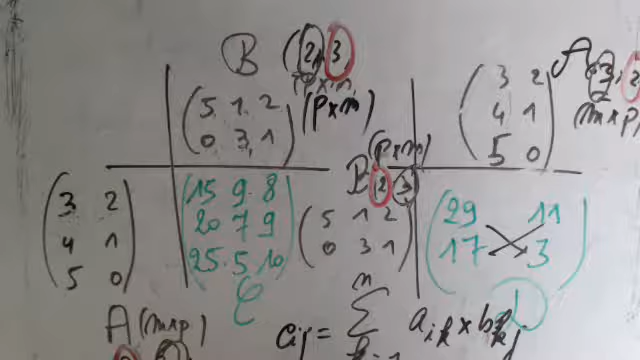 B (2, 3)
(p×n)
(5 1 2)
(0 3 1)
(3 2)
(4 1)
(5 0)
A (3, 2)
(m×p
(p×n)
B 2 3
(3 2)
(4 1)
(5 0)
(15 9 8)
(20 7 9)
(25 5 10)
(5 1 2)
(0 3 1)
(29 11)
(17 3)
C
A (m×p)
n
Cij = ∑ aik × bkj